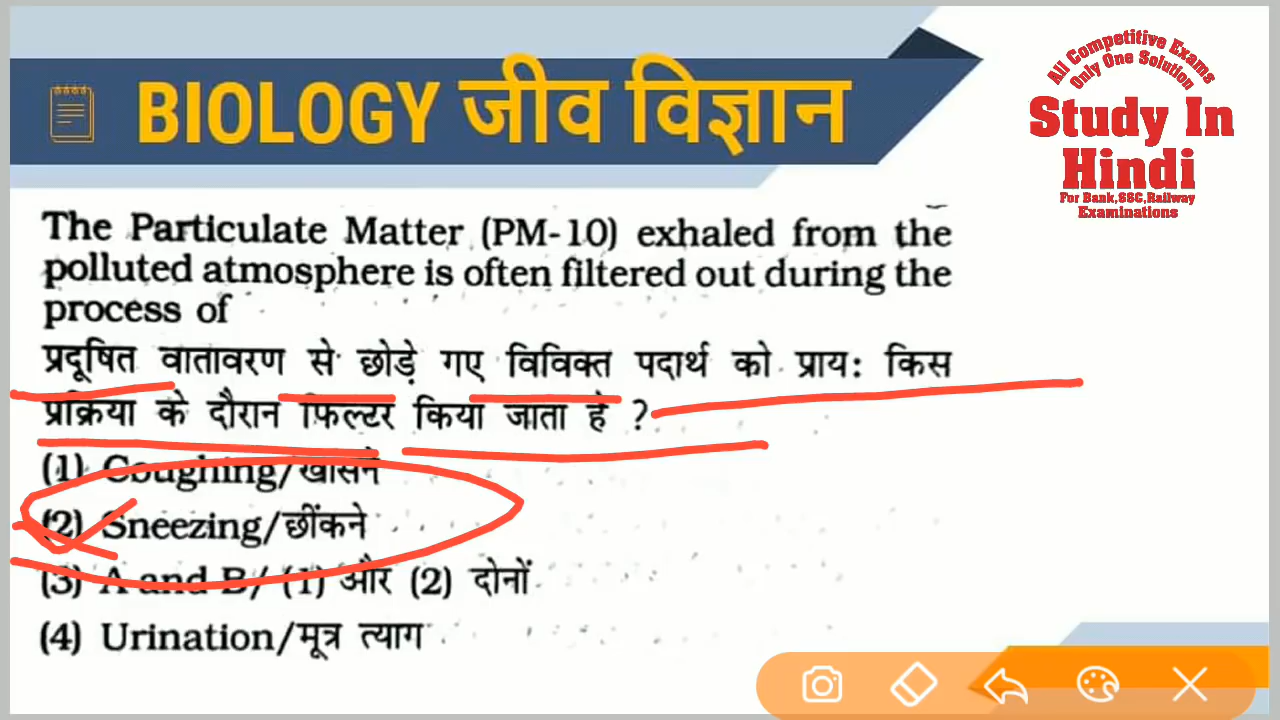 BIOLOGY जीव विज्ञान
All Competitive Exams
Only One Solution
Study In
Hindi
For Bank,SSC,Railway
Examinations
The Particulate Matter (PM-10) exhaled from the
polluted atmosphere is often filtered out during the
process of
प्रदूषित वातावरण से छोड़े गए विविक्त पदार्थ को प्राय: किस
प्रक्रिया के दौरान फिल्टर किया जाता हे ?
(1) Coughing/खांसने
(2) Sneezing/छींकने
(3) A and B/ (1) और (2) दोनों
(4) Urination/मूत्र त्याग